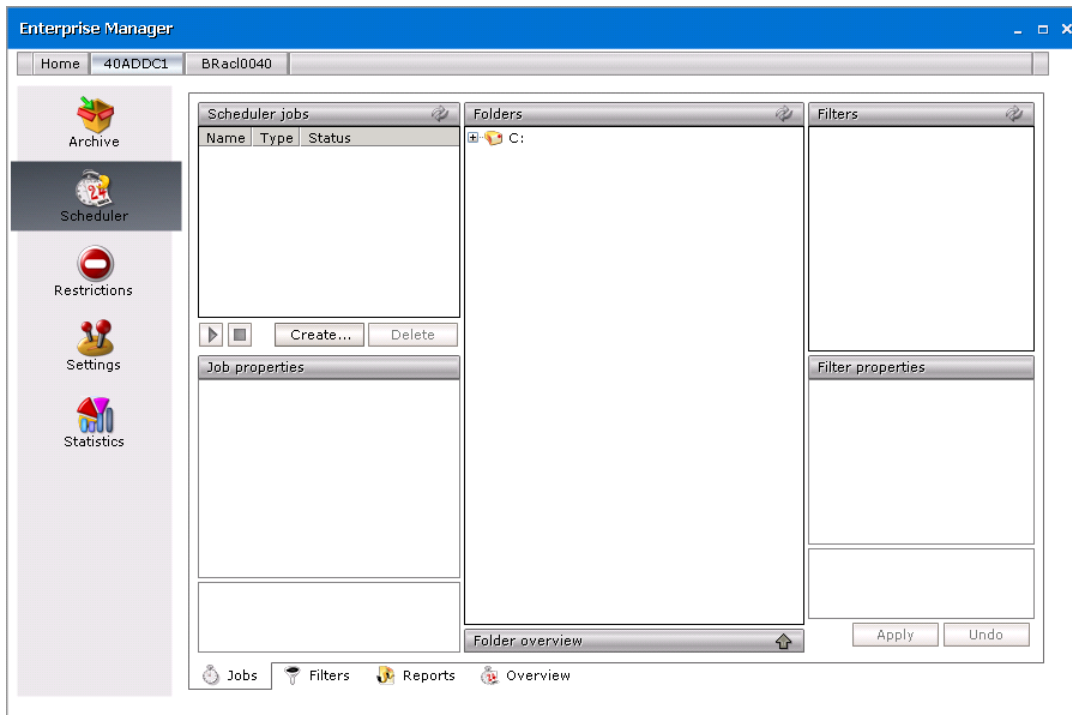 Enterprise Manager
Home 40ADDC1 BRacl0040
Archive
Scheduler
Restrictions
Settings
Statistics
Scheduler jobs
Name Type Status
Create... Delete
Job properties
Folders
C:
Folder overview
Filters
Filter properties
Apply Undo
Jobs Filters Reports Overview